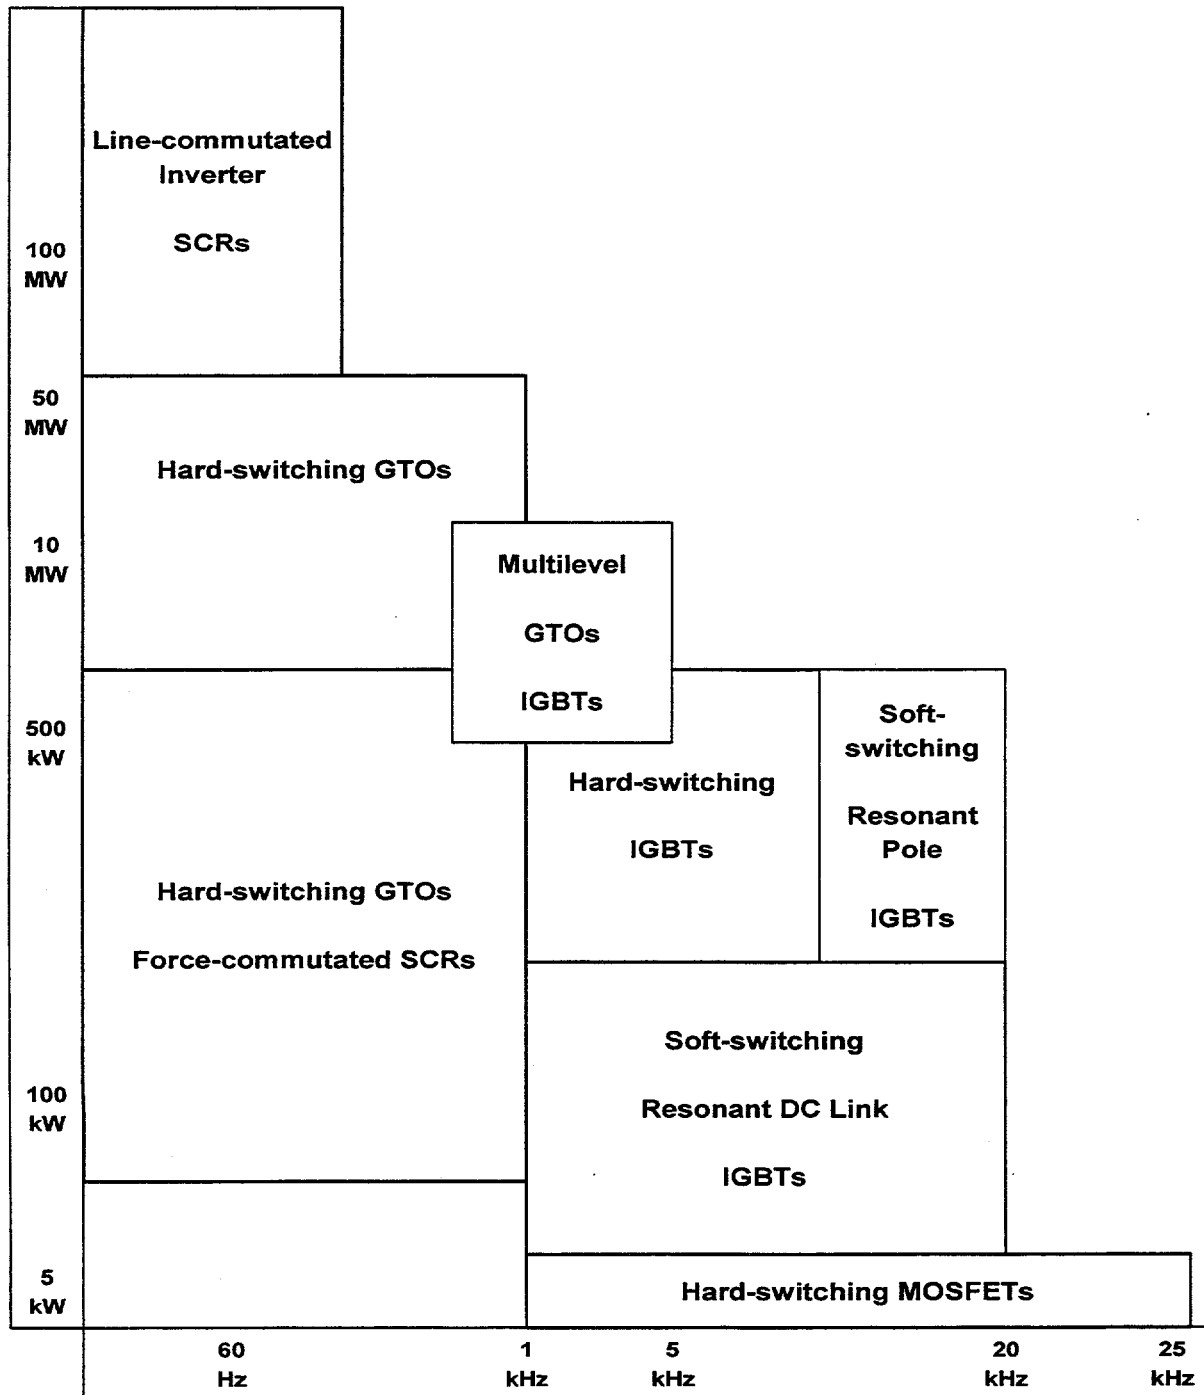 Line-commutated
Inverter
SCRs
100
MW
50
MW
Hard-switching GTOs
10
MW
Multilevel
GTOs
IGBTs
500
kW
Soft-
switching
Resonant
Pole
IGBTs
Hard-switching
IGBTs
Hard-switching GTOs
Force-commutated SCRs
100
kW
Soft-switching
Resonant DC Link
IGBTs
5
kW
Hard-switching MOSFETs
60
Hz
1
kHz
5
kHz
20
kHz
25
kHz